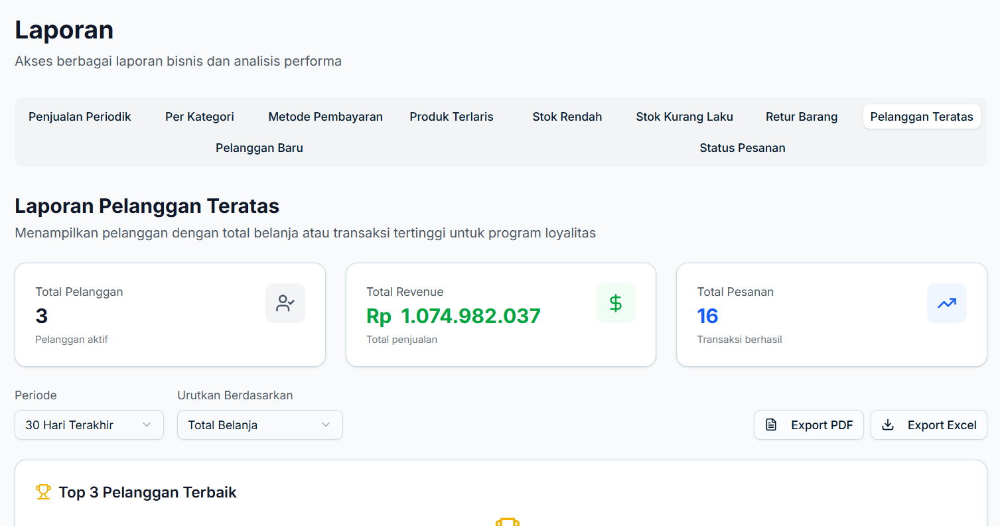 Laporan
Akses berbagai laporan bisnis dan analisis performa
Penjualan Periodik Per Kategori Metode Pembayaran Produk Terlaris Stok Rendah Stok Kurang Laku Retur Barang Pelanggan Teratas
Pelanggan Baru Status Pesanan
Laporan Pelanggan Teratas
Menampilkan pelanggan dengan total belanja atau transaksi tertinggi untuk program loyalitas
Total Pelanggan
3
Pelanggan aktif
Total Revenue
Rp 1.074.982.037
Total penjualan
Total Pesanan
16
Transaksi berhasil
Periode
30 Hari Terakhir
Urutkan Berdasarkan
Total Belanja
Export PDF
Export Excel
Top 3 Pelanggan Terbaik